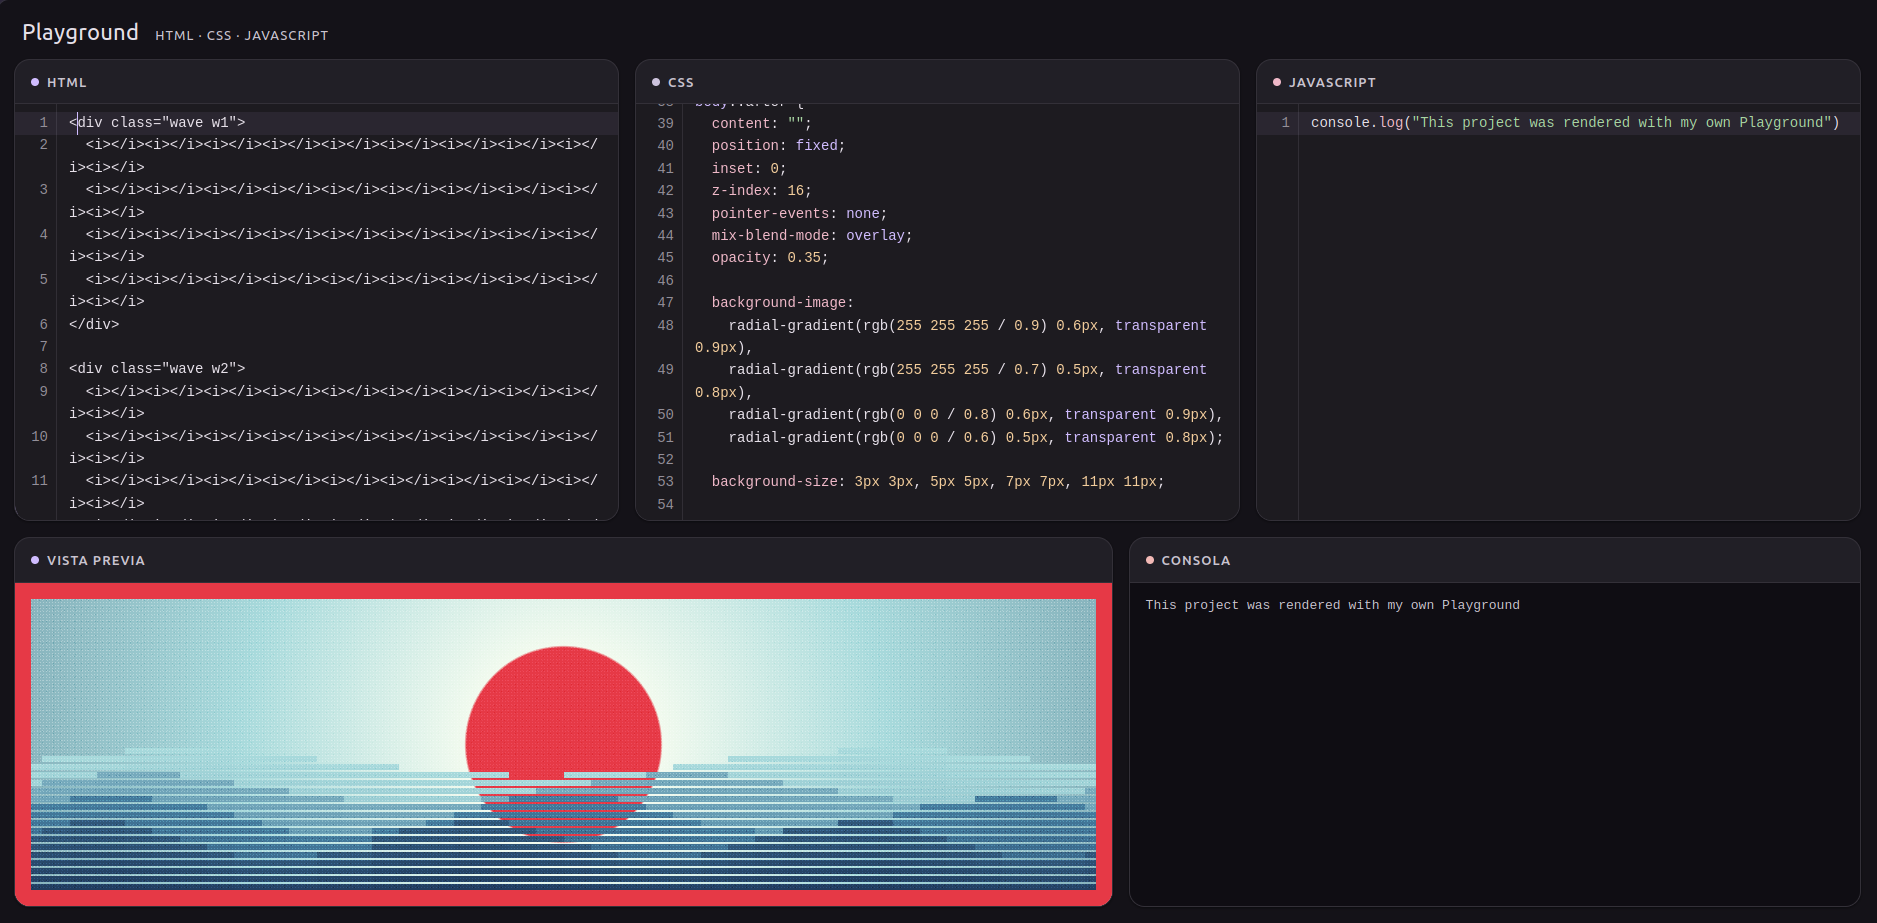 Playground HTML · CSS · JAVASCRIPT
HTML
1 <div class="wave w1">
2 <i></i><i></i><i></i><i></i><i></i><i></i><i></i><i></i><i></
i><i></i>
3 <i></i><i></i><i></i><i></i><i></i><i></i><i></i><i></i><i></
i><i></i>
4 <i></i><i></i><i></i><i></i><i></i><i></i><i></i><i></i><i></
i><i></i>
5 <i></i><i></i><i></i><i></i><i></i><i></i><i></i><i></i><i></
i><i></i>
6 </div>
7
8 <div class="wave w2">
9 <i></i><i></i><i></i><i></i><i></i><i></i><i></i><i></i><i></
i><i></i>
10 <i></i><i></i><i></i><i></i><i></i><i></i><i></i><i></i><i></
i><i></i>
11 <i></i><i></i><i></i><i></i><i></i><i></i><i></i><i></i><i></
i><i></i>
CSS
39 content: "";
40 position: fixed;
41 inset: 0;
42 z-index: 16;
43 pointer-events: none;
44 mix-blend-mode: overlay;
45 opacity: 0.35;
46
47 background-image:
48 radial-gradient(rgb(255 255 255 / 0.9) 0.6px, transparent
0.9px),
49 radial-gradient(rgb(255 255 255 / 0.7) 0.5px, transparent
0.8px),
50 radial-gradient(rgb(0 0 0 / 0.8) 0.6px, transparent 0.9px),
51 radial-gradient(rgb(0 0 0 / 0.6) 0.5px, transparent 0.8px);
52
53 background-size: 3px 3px, 5px 5px, 7px 7px, 11px 11px;
54
JAVASCRIPT
1 console.log("This project was rendered with my own Playground")
VISTA PREVIA
CONSOLA
This project was rendered with my own Playground